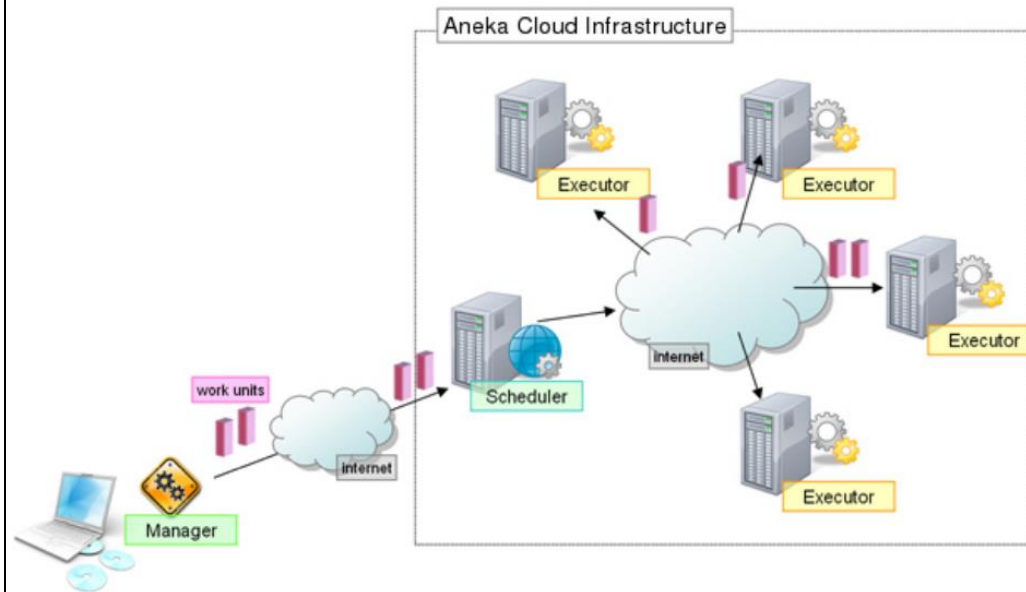 Aneka Cloud Infrastructure
Executor
Executor
Executor
internet
work units
Scheduler
internet
Executor
Manager